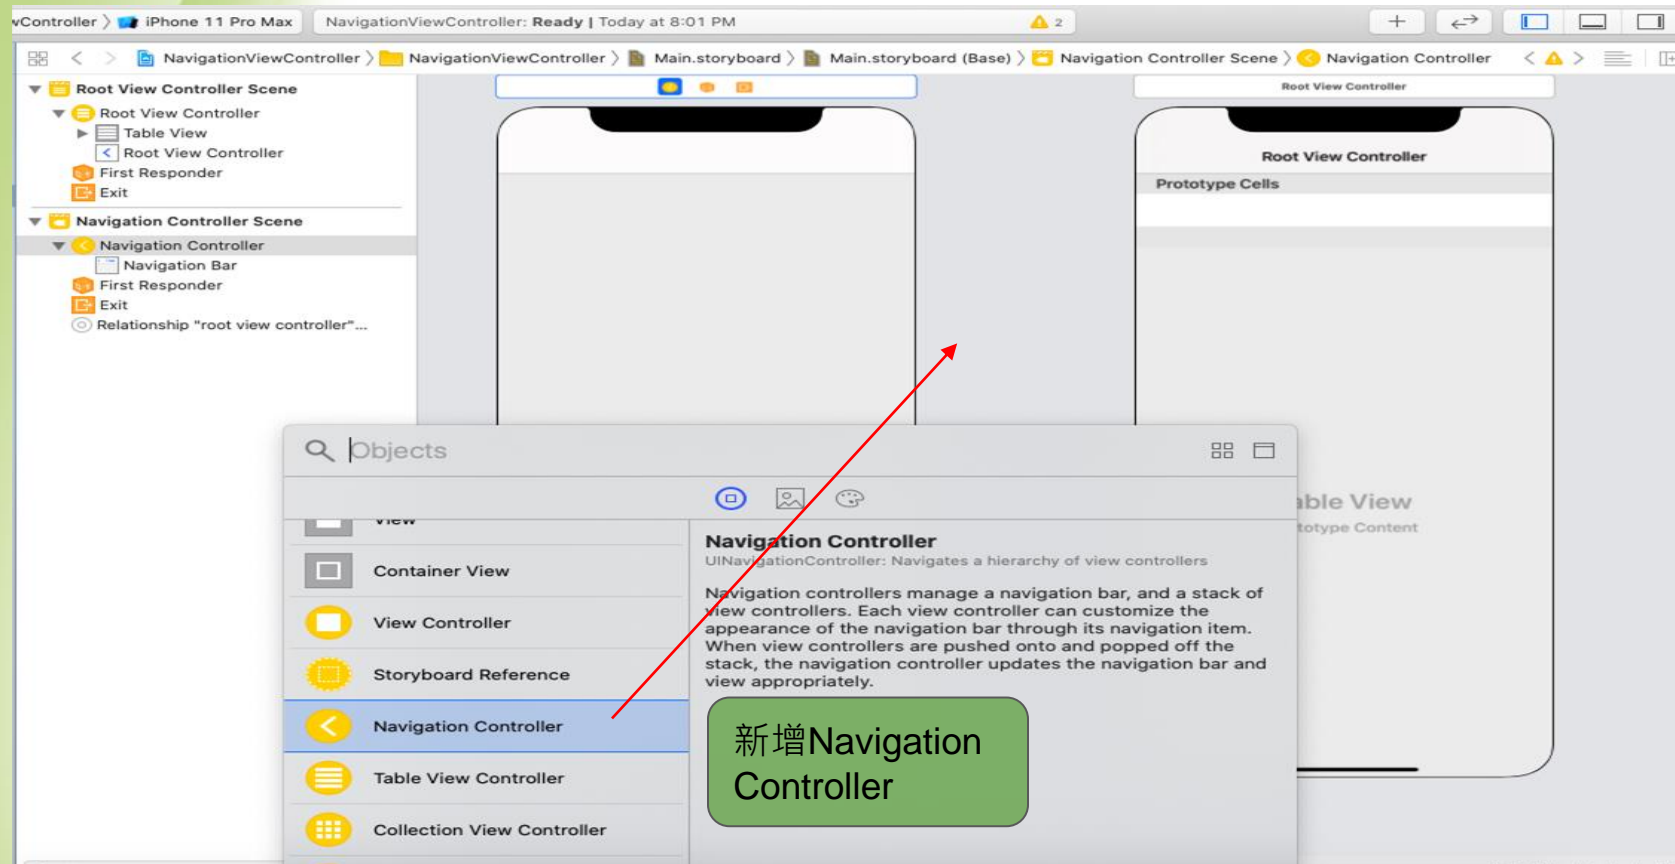 vController 〉 iPhone 11 Pro Max
NavigationViewController: Ready | Today at 8:01 PM
2
NavigationViewController 〉 NavigationViewController 〉 Main.storyboard 〉 Main.storyboard (Base) 〉 Navigation Controller Scene 〉 Navigation Controller
Root View Controller Scene
Root View Controller
Table View
Root View Controller
First Responder
Exit
Navigation Controller Scene
Navigation Controller
Navigation Bar
First Responder
Exit
Relationship "root view controller"...
Root View Controller
Root View Controller
Prototype Cells
able View
totype Content
Objects
View
Container View
View Controller
Storyboard Reference
Navigation Controller
Table View Controller
Collection View Controller
Navigation Controller
UINavigationController: Navigates a hierarchy of view controllers
Navigation controllers manage a navigation bar, and a stack of
view controllers. Each view controller can customize the
appearance of the navigation bar through its navigation item.
When view controllers are pushed onto and popped off the
stack, the navigation controller updates the navigation bar and
view appropriately.
新增Navigation
Controller